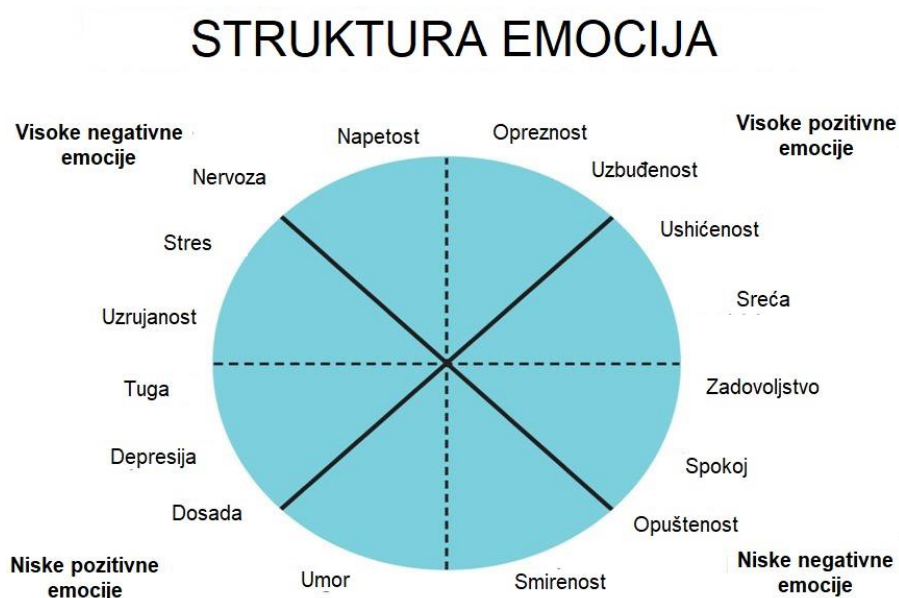 STRUKTURA EMOCIJA
Visoke negativne
emocije
Napetost
Opreznost
Visoke pozitivne
emocije
Nervoza
Uzbuđenost
Stres
Ushićenost
Uzrujanost
Sreća
Tuga
Zadovoljstvo
Depresija
Spokoj
Dosada
Opuštenost
Niske pozitivne
emocije
Umor
Smirenost
Niske negativne
emocije